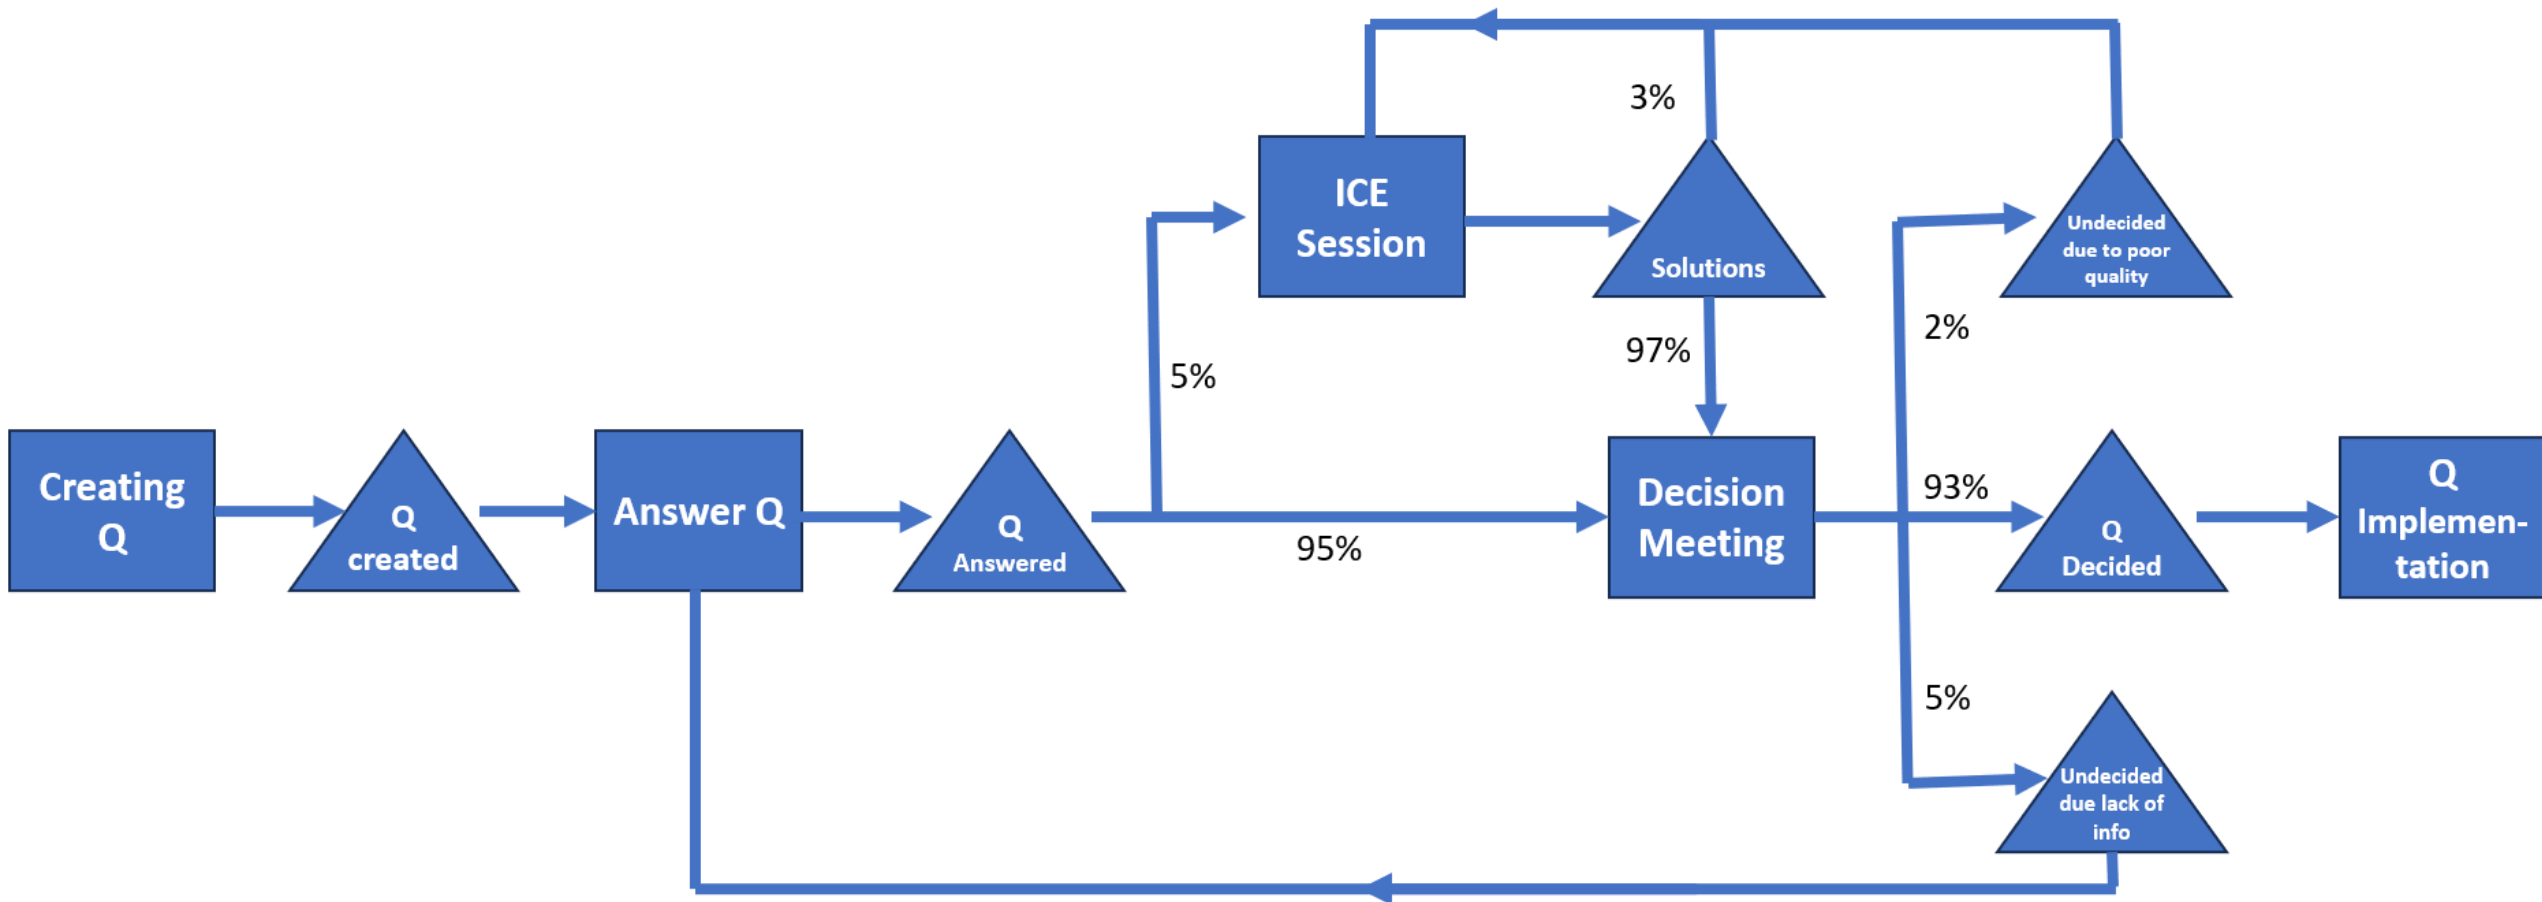 3%
ICE
Session
Solutions
Undecided
due to poor
quality
97%
2%
5%
Creating
Q
Q
created
Answer Q
Q
Answered
95%
Decision
Meeting
93%
Q
Decided
Q
Implemen-
tation
5%
Undecided
due lack of
info